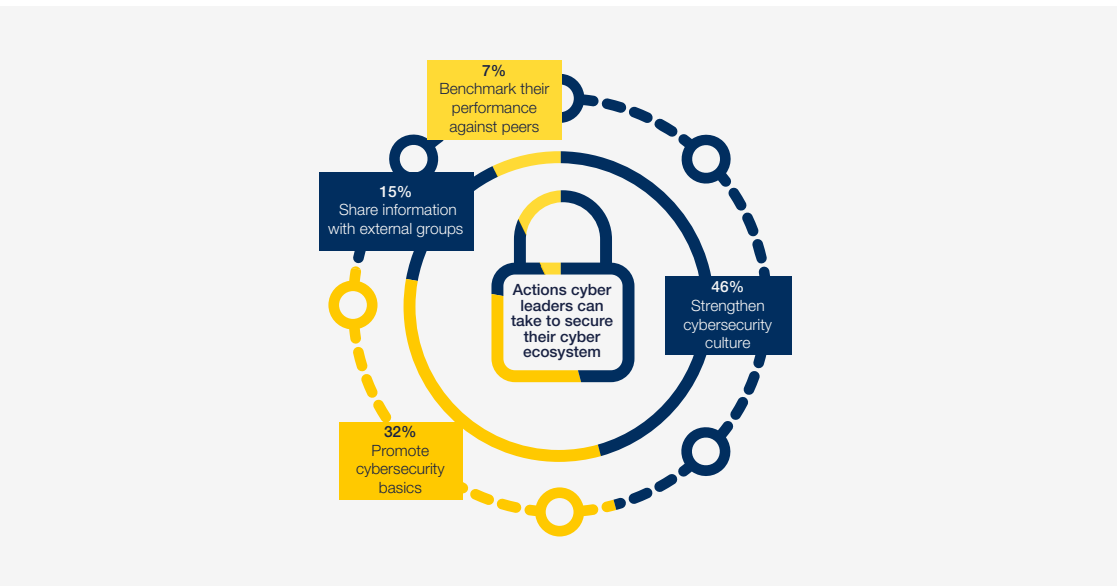 7%
Benchmark their
performance
against peers
15%
Share information
with external groups
Actions cyber
leaders can
take to secure
their cyber
ecosystem
46%
Strengthen
cybersecurity
culture
32%
Promote
cybersecurity
basics